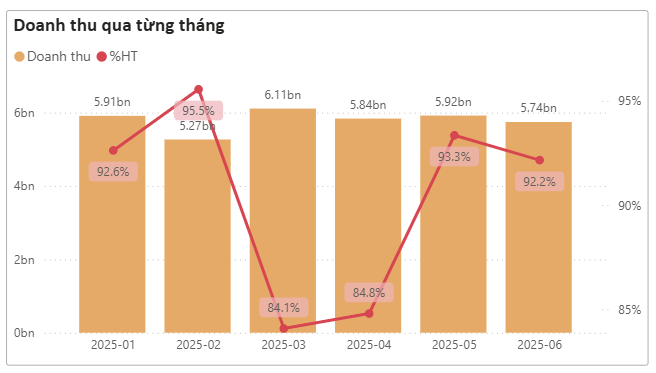 Doanh thu qua từng tháng
Doanh thu %HT
5.91bn 5.27bn 6.11bn 5.84bn 5.92bn 5.74bn
92.6% 95.5% 84.1% 84.8% 93.3% 92.2%
6bn
4bn
2bn
0bn
95%
90%
85%
2025-01 2025-02 2025-03 2025-04 2025-05 2025-06